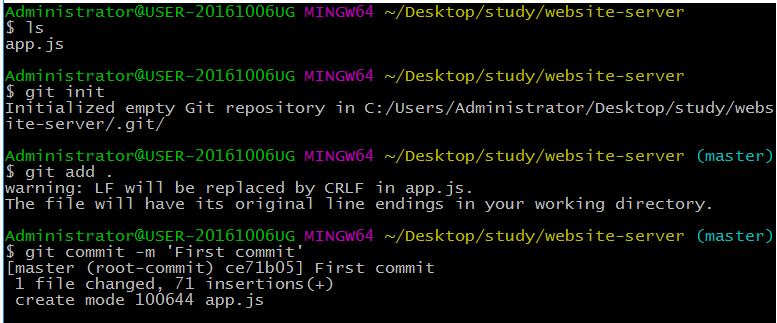 Administrator@USER-20161006UG MINGW64 ~/Desktop/study/website-server
$ ls
app.js
Administrator@USER-20161006UG MINGW64 ~/Desktop/study/website-server
$ git init
Initialized empty Git repository in C:/Users/Administrator/Desktop/study/webs
ite-server/.git/
Administrator@USER-20161006UG MINGW64 ~/Desktop/study/website-server (master)
$ git add .
warning: LF will be replaced by CRLF in app.js.
The file will have its original line endings in your working directory.
Administrator@USER-20161006UG MINGW64 ~/Desktop/study/website-server (master)
$ git commit -m 'First commit'
[master (root-commit) ce71b05] First commit
 1 file changed, 71 insertions(+)
 create mode 100644 app.js